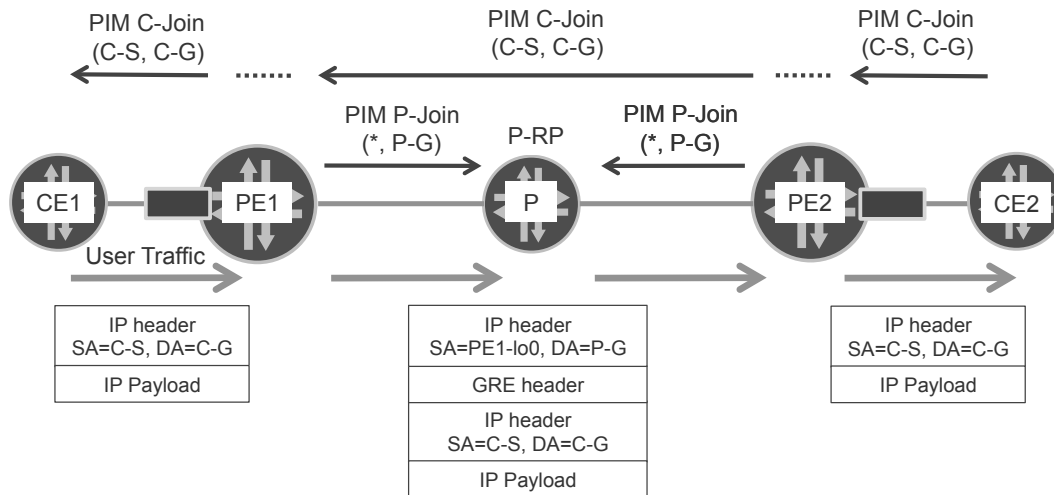 PIM C-Join
(C-S, C-G)
PIM C-Join
(C-S, C-G)
PIM C-Join
(C-S, C-G)
PIM P-Join
(*, P-G)
P-RP
PIM P-Join
(*, P-G)
CE1
PE1
P
PE2
CE2
User Traffic
IP header
SA=C-S, DA=C-G
IP Payload
IP header
SA=PE1-lo0, DA=P-G
GRE header
IP header
SA=C-S, DA=C-G
IP Payload
IP header
SA=C-S, DA=C-G
IP Payload